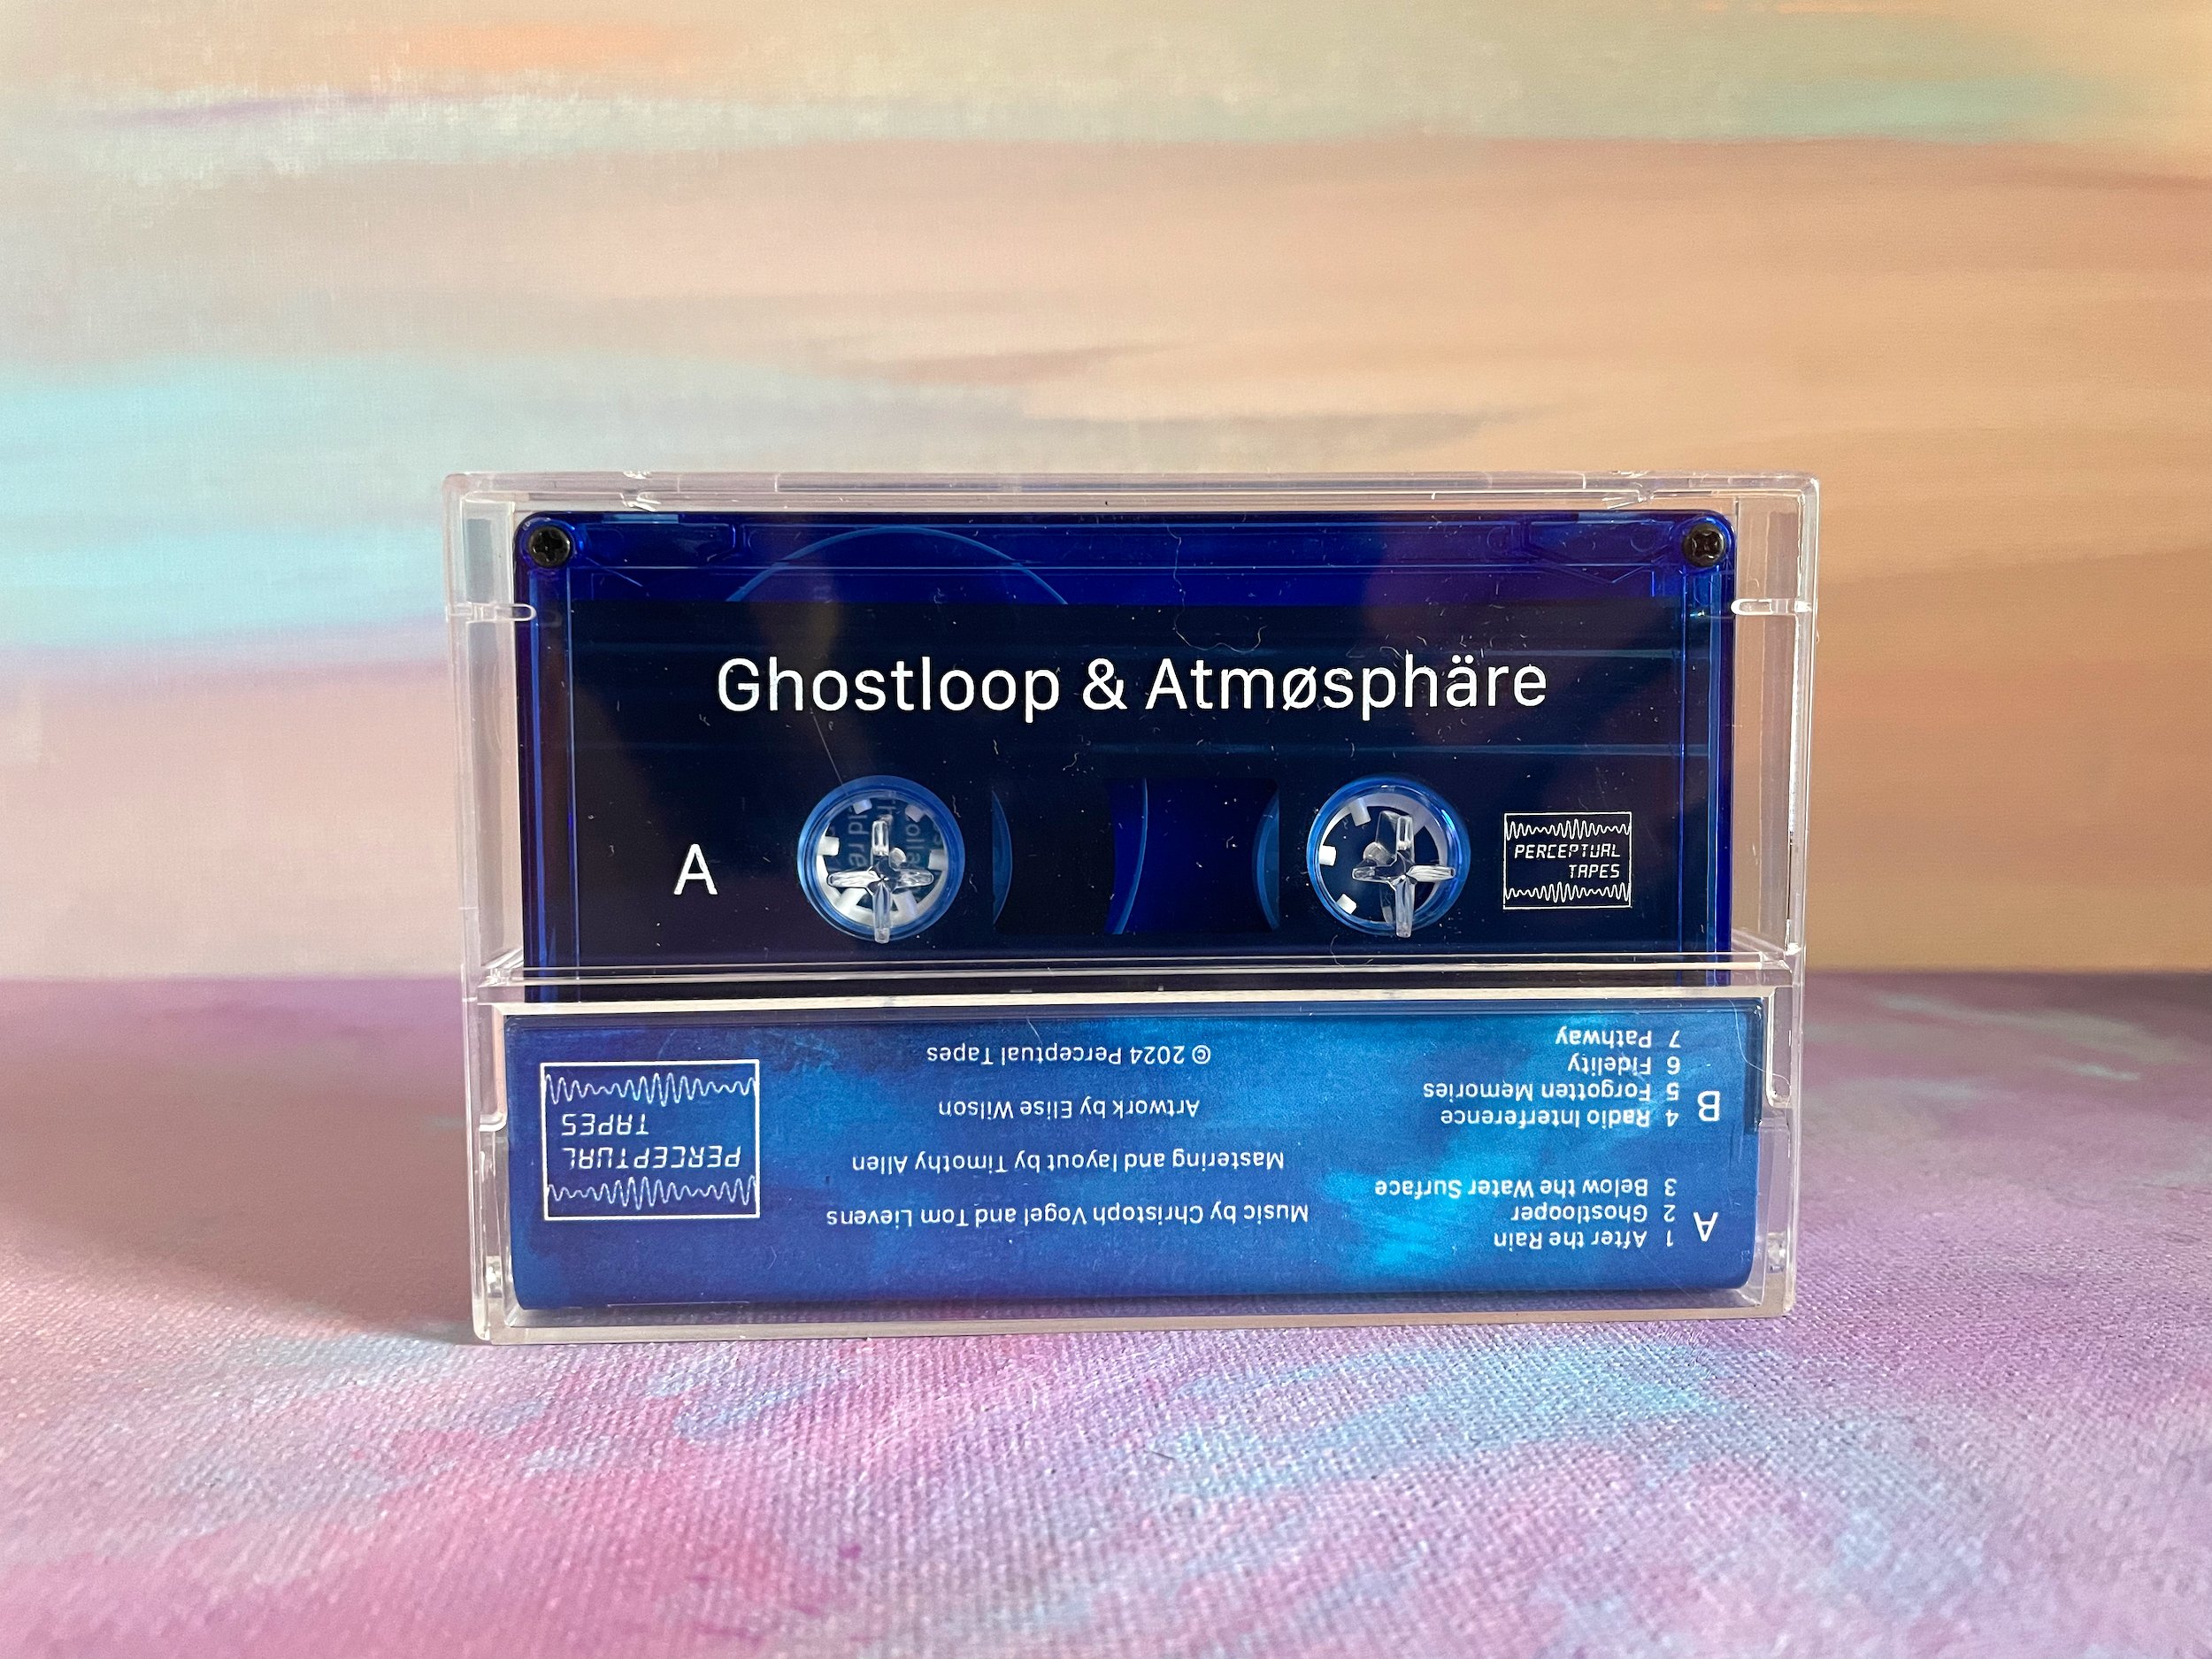 Ghostloop & Atmøsphäre
A
PERCEPTUAL
TAPES
A
1 After the Rain
2 Ghostlooper
3 Below the Water Surface
B
4 Radio Interference
5 Forgotten Memories
6 Fidelity
7 Pathway
Music by Christoph Vogel and Tom Lievens
Mastering and layout by Timothy Allen
Artwork by Elise Wilson
© 2024 Perceptual Tapes
PERCEPTUAL
TAPES